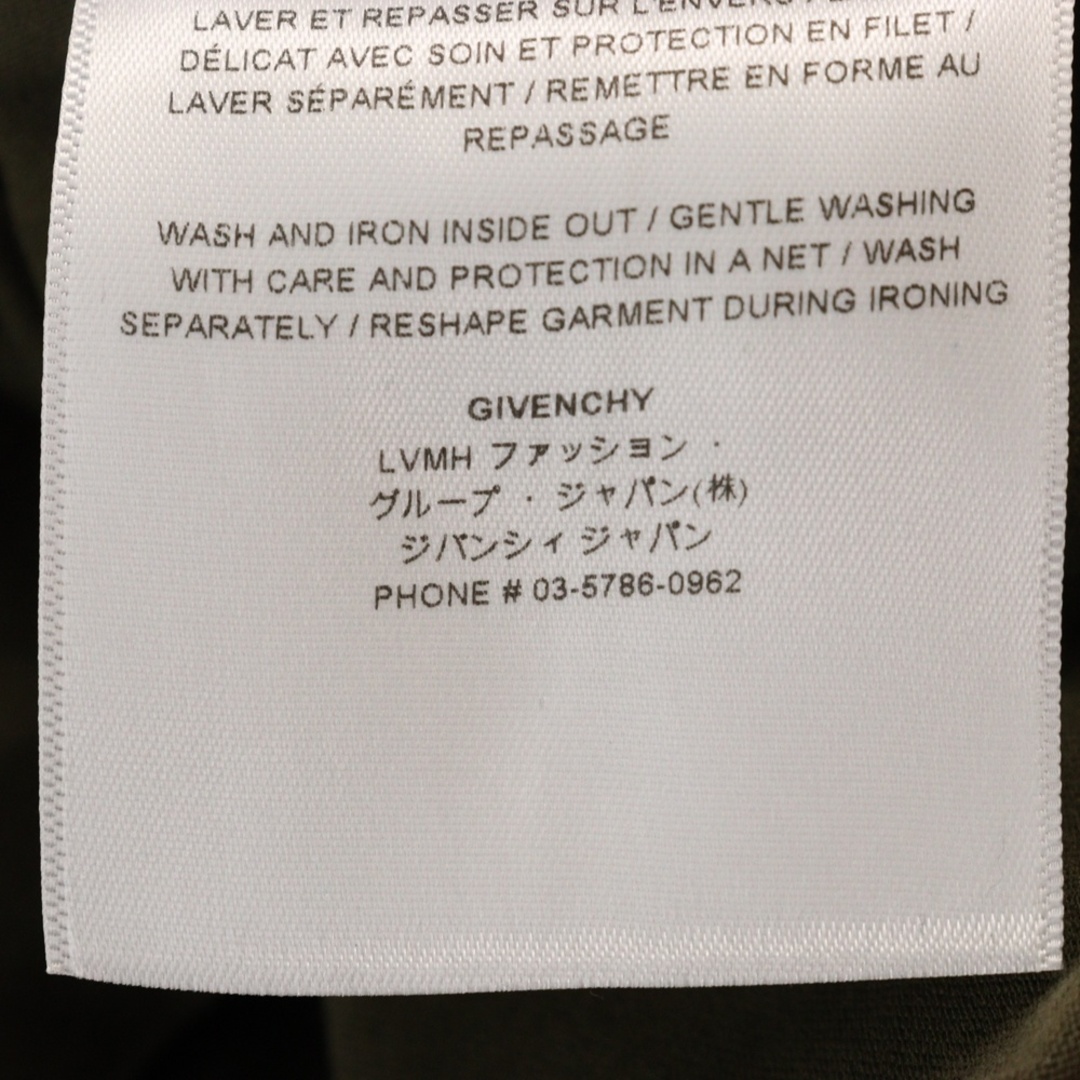 LAVER ET REPASSER SUR L'ENVERS /
DÉLICAT AVEC SOIN ET PROTECTION EN FILET /
LAVER SÉPARÉMENT / REMETTRE EN FORME AU
REPASSAGE
WASH AND IRON INSIDE OUT / GENTLE WASHING
WITH CARE AND PROTECTION IN A NET / WASH
SEPARATELY / RESHAPE GARMENT DURING IRONING
GIVENCHY
LVMH ファッション ・
グループ ・ ジャパン(株)
ジバンシィ ジャパン
PHONE # 03-5786-0962